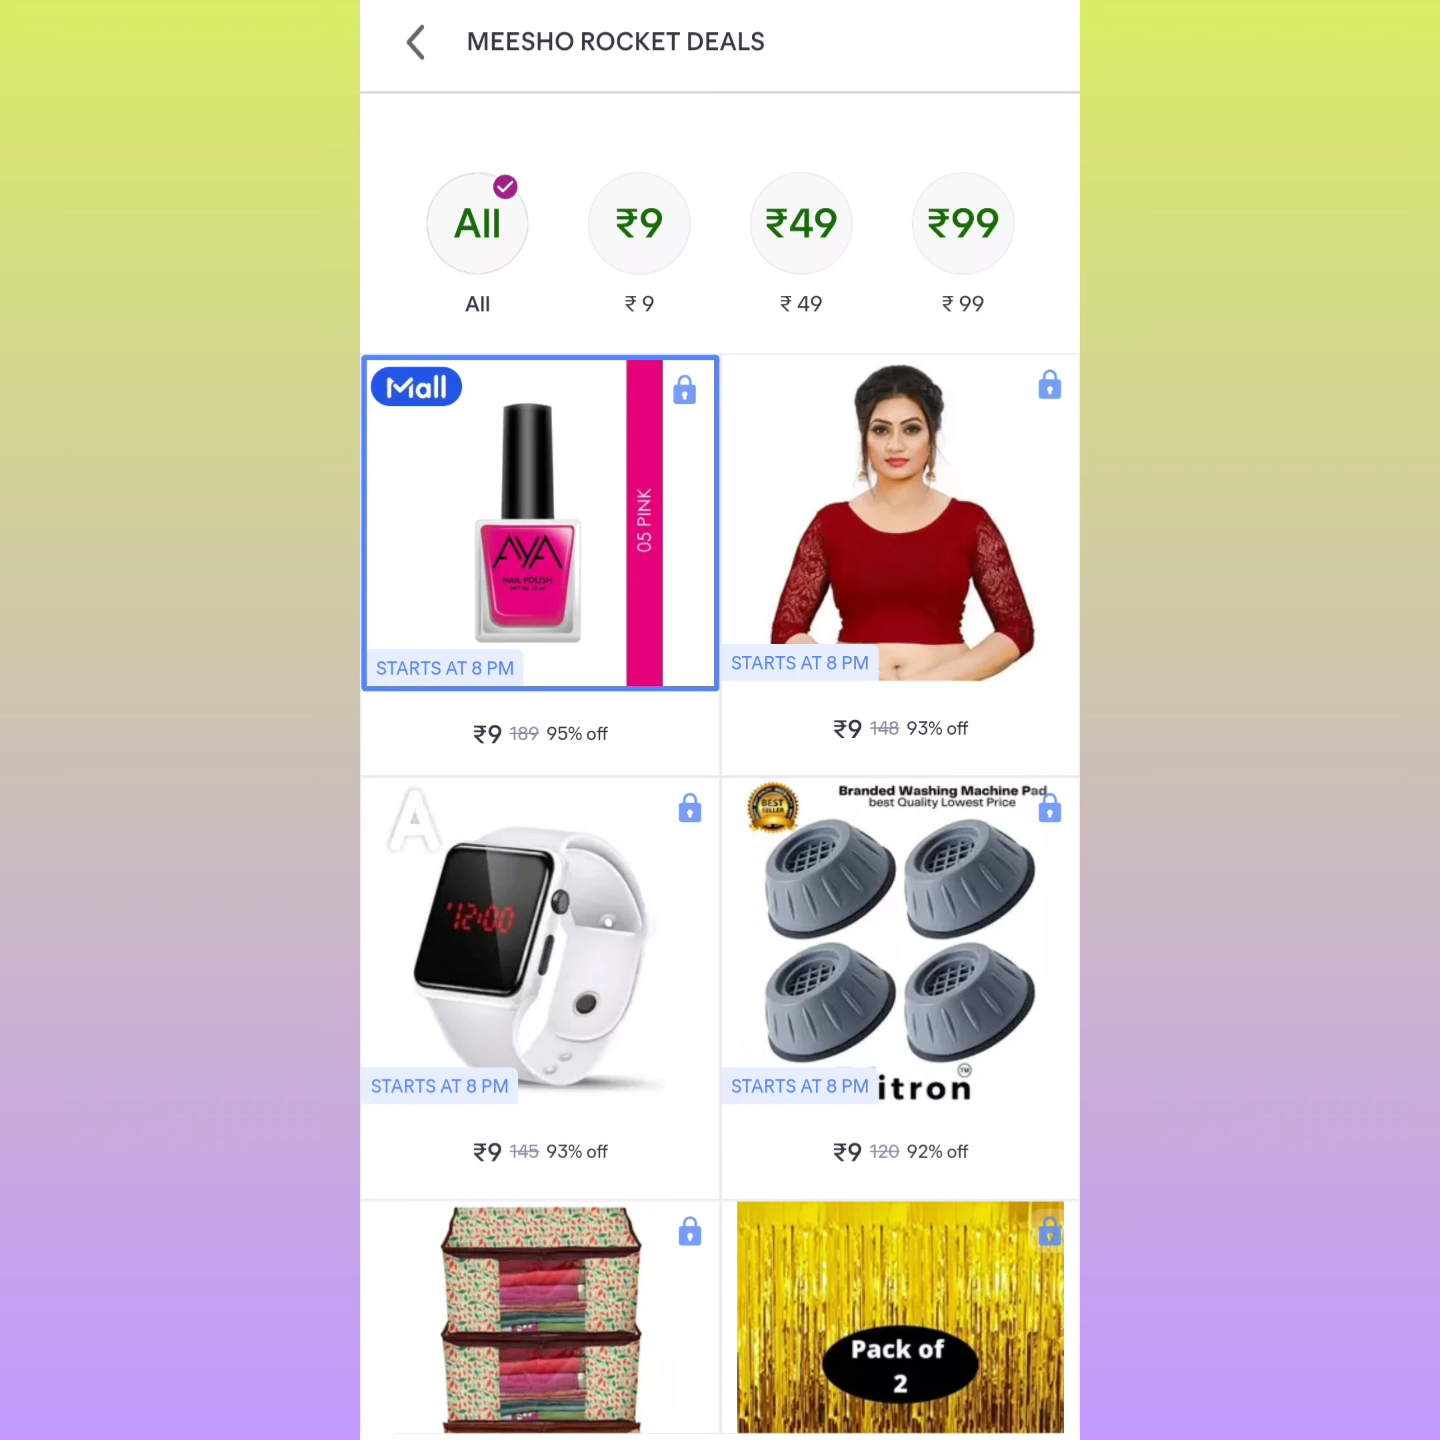 MEESHO ROCKET DEALS
All
₹9
₹49
₹99
All
₹ 9
₹ 49
₹ 99
Mall
05 PINK
AYA
NAIL POLISH
STARTS AT 8 PM
STARTS AT 8 PM
₹9 189 95% off
₹9 148 93% off
A
12:00
BEST
SELLER
Branded Washing Machine Pad
best Quality Lowest Price
STARTS AT 8 PM
STARTS AT 8 PM
itron
TM
₹9 145 93% off
₹9 120 92% off
Pack of
2